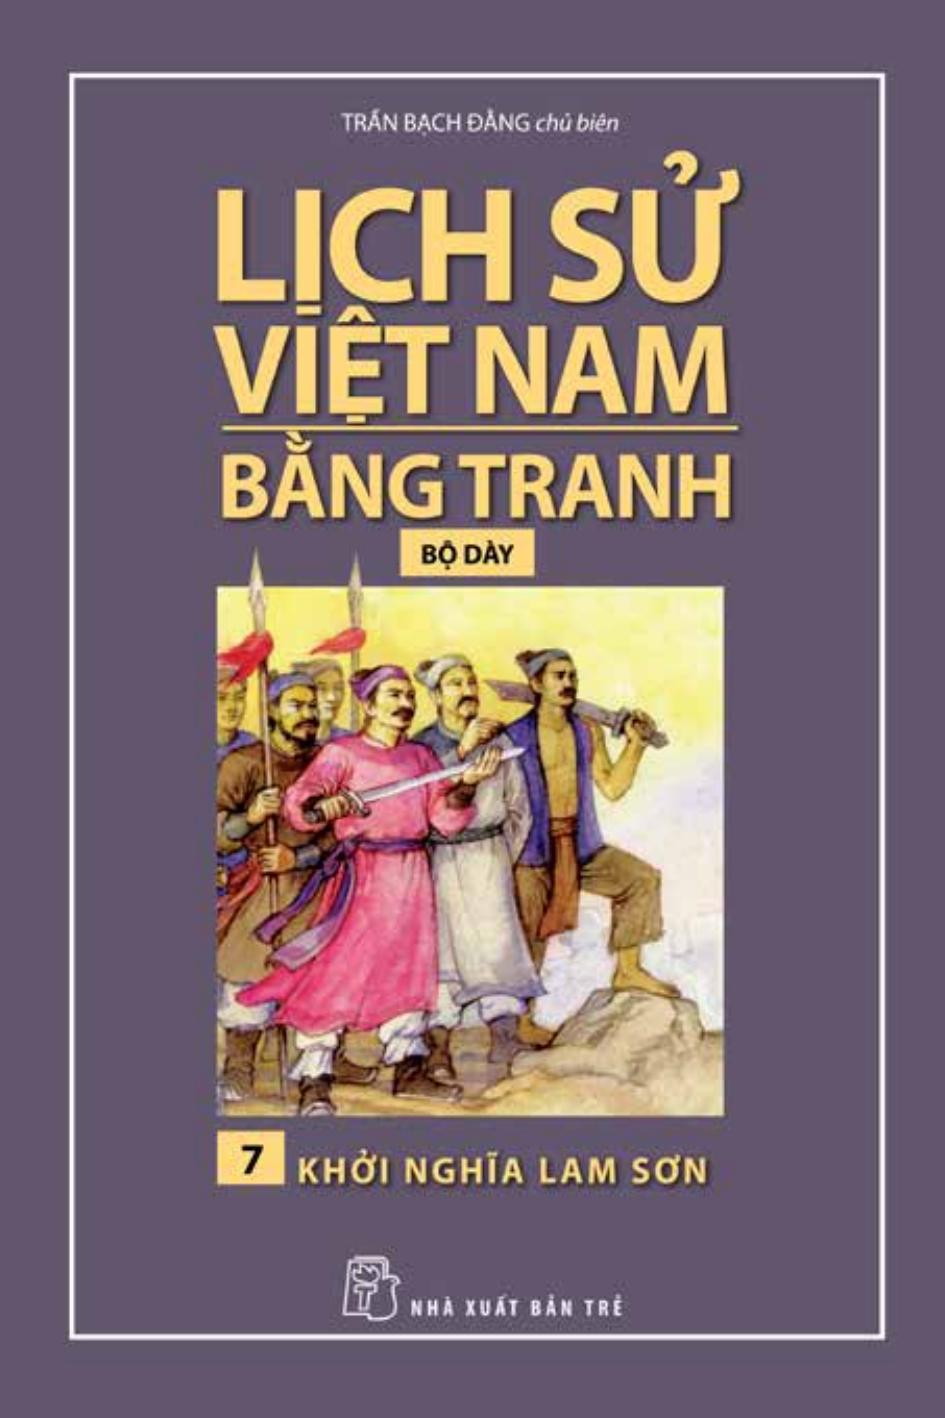 TRẦN BẠCH ĐẰNG chủ biên
LỊCH SỬ
VIỆT NAM
BẰNG TRANH
BỘ DÀY
7 KHỞI NGHĨA LAM SƠN
T
NHÀ XUẤT BẢN TRẺ